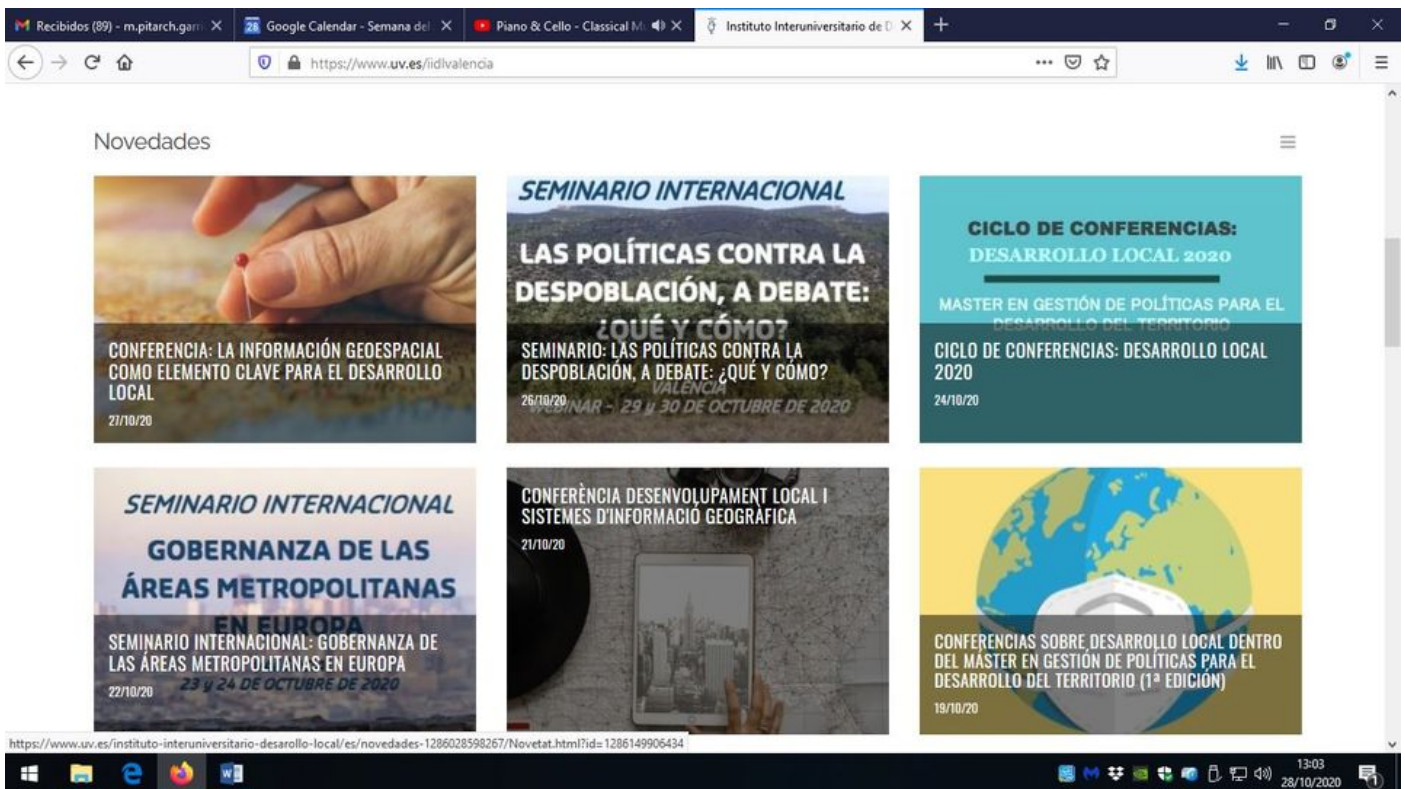 Recibidos (89) - m.pitarch.garr
Google Calendar - Semana del
Piano & Cello - Classical Mu
Instituto Interuniversitario de D
https://www.uv.es/iidlvalencia
Novedades
CONFERENCIA: LA INFORMACIÓN GEOESPACIAL
COMO ELEMENTO CLAVE PARA EL DESARROLLO
LOCAL
27/10/20
SEMINARIO INTERNACIONAL
LAS POLÍTICAS CONTRA LA
DESPOBLACIÓN, A DEBATE:
¿QUÉ Y CÓMO?
SEMINARIO: LAS POLÍTICAS CONTRA LA
DESPOBLACIÓN, A DEBATE: ¿QUÉ Y CÓMO?
VALENCIA
26/10/20
WEBINAR - 29 y 30 DE OCTUBRE DE 2020
CICLO DE CONFERENCIAS:
DESARROLLO LOCAL 2020
MASTER EN GESTIÓN DE POLÍTICAS PARA EL
DESARROLLO DEL TERRITORIO
CICLO DE CONFERENCIAS: DESARROLLO LOCAL
2020
24/10/20
SEMINARIO INTERNACIONAL
GOBERNANZA DE LAS
ÁREAS METROPOLITANAS
EN EUROPA
SEMINARIO INTERNACIONAL: GOBERNANZA DE
LAS ÁREAS METROPOLITANAS EN EUROPA
22/10/20
23 y 24 DE OCTUBRE DE 2020
CONFERÈNCIA DESENVOLUPAMENT LOCAL I
SISTEMES D'INFORMACIÓ GEOGRÀFICA
21/10/20
CONFERENCIAS SOBRE DESARROLLO LOCAL DENTRO
DEL MÁSTER EN GESTIÓN DE POLÍTICAS PARA EL
DESARROLLO DEL TERRITORIO (1ª EDICIÓN)
19/10/20
https://www.uv.es/instituto-interuniversitario-desarollo-local/es/novedades-1286028598267/Novetat.html?id=1286149906434
13:03
28/10/2020